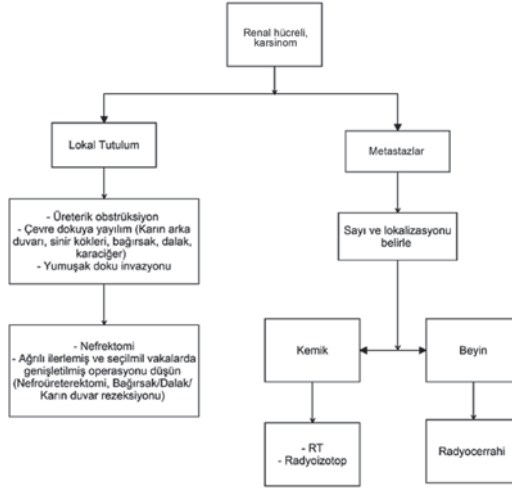 Renal hücreli,
karsinom
Lokal Tutulum
Metastazlar
- Üreterik obstrüksiyon
- Çevre dokuya yayılım (Karın arka
duvarı, sinir kökleri, bağırsak, dalak,
karaciğer)
- Yumuşak doku invazyonu
Sayı ve lokalizasyonu
belirle
- Nefrektomi
- Ağrılı ilerlemiş ve seçilmil vakalarda
genişletilmiş operasyonu düşün
(Nefroüreterektomi, Bağırsak/Dalak/
Karın duvar rezeksiyonu)
Kemik
Beyin
- RT
- Radyoizotop
Radyocerrahi